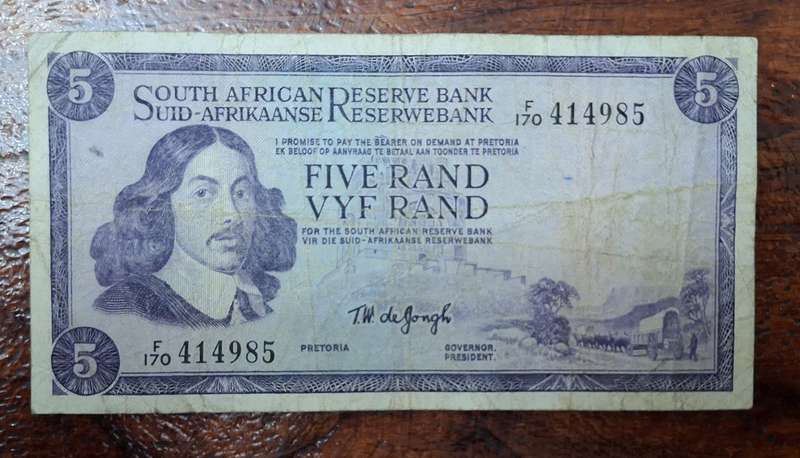 5
5
SOUTH AFRICAN RESERVE BANK
SUID-AFRIKAANSE RESERWEBANK
F/170 414985
I PROMISE TO PAY THE BEARER ON DEMAND AT PRETORIA
EK BELOOF OP AANVRAAG TE BETAAL AAN TOONDER TE PRETORIA
FIVE RAND
VYF RAND
FOR THE SOUTH AFRICAN RESERVE BANK
VIR DIE SUID-AFRIKAANSE RESERWEBANK
T.W. de Jongh
F/170 414985
PRETORIA
GOVERNOR.
PRESIDENT.
5
5